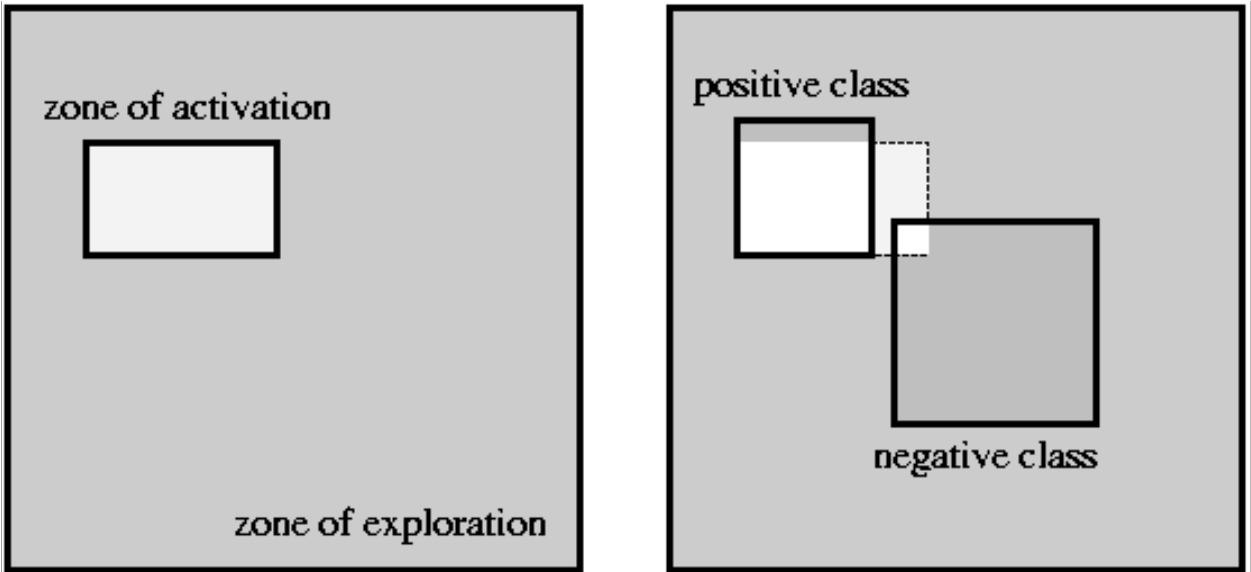 zone of activation
zone of exploration
positive class
negative class